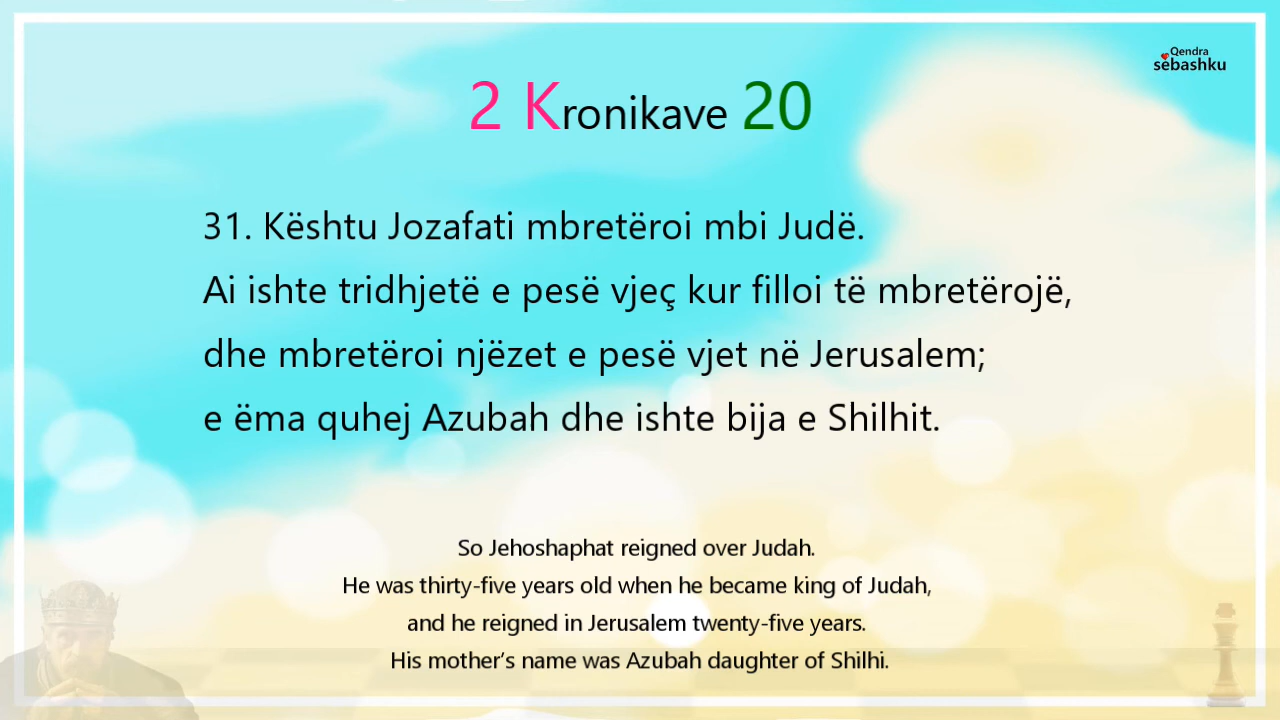 Qendra
sëbashku
2 Kronikave 20
31. Kështu Jozafati mbretëroi mbi Judë.
Ai ishte tridhjetë e pesë vjeç kur filloi të mbretërojë,
dhe mbretëroi njëzet e pesë vjet në Jerusalem;
e ëma quhej Azubah dhe ishte bija e Shilhit.
So Jehoshaphat reigned over Judah.
He was thirty-five years old when he became king of Judah,
and he reigned in Jerusalem twenty-five years.
His mother’s name was Azubah daughter of Shilhi.